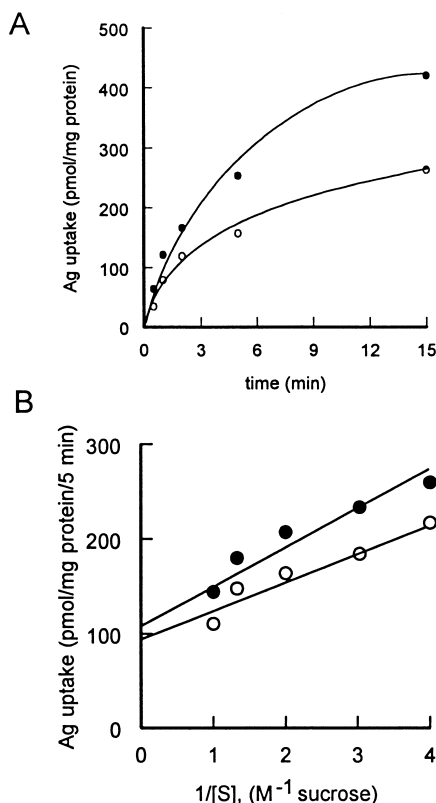 A
500
400
300
200
100
0
Ag uptake (pmol/mg protein)
0 3 6 9 12 15
time (min)
B
300
200
100
0
Ag uptake (pmol/mg protein/5 min)
0 1 2 3 4
1/[S], (M⁻¹ sucrose)